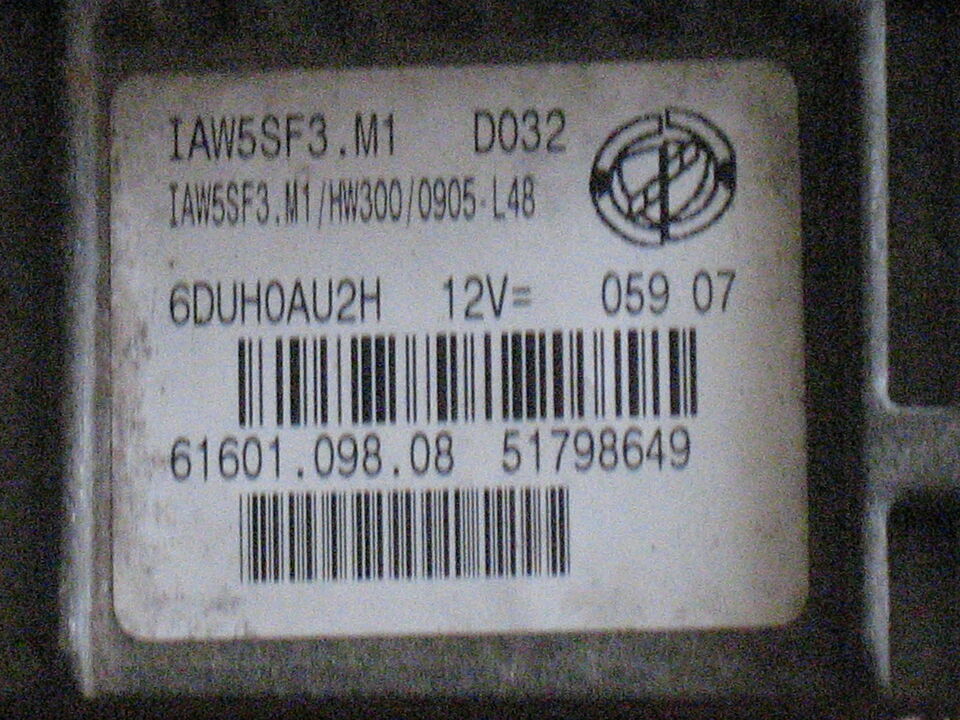 IAW5SF3.M1 D032
IAW5SF3.M1/HW300/0905-L48
6DUH0AU2H 12V= 059 07
61601.098.08 51798649